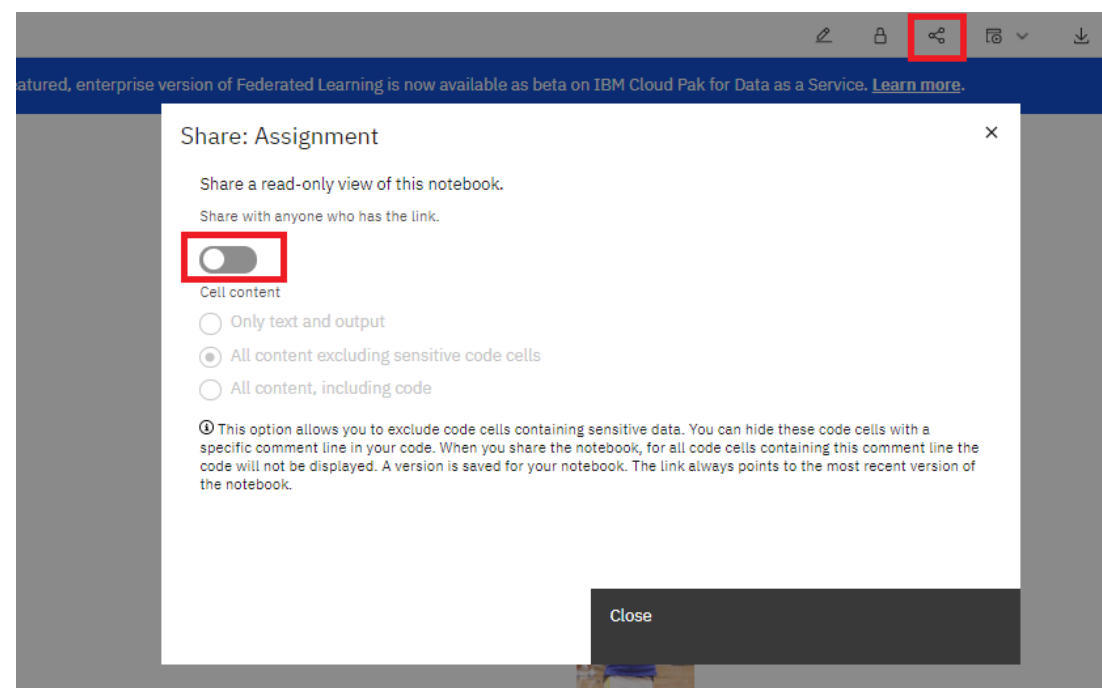 atured, enterprise version of Federated Learning is now available as beta on IBM Cloud Pak for Data as a Service. Learn more.
Share: Assignment
Share a read-only view of this notebook.
Share with anyone who has the link.
Cell content
Only text and output
All content excluding sensitive code cells
All content, including code
This option allows you to exclude code cells containing sensitive data. You can hide these code cells with a
specific comment line in your code. When you share the notebook, for all code cells containing this comment line the
code will not be displayed. A version is saved for your notebook. The link always points to the most recent version of
the notebook.
Close